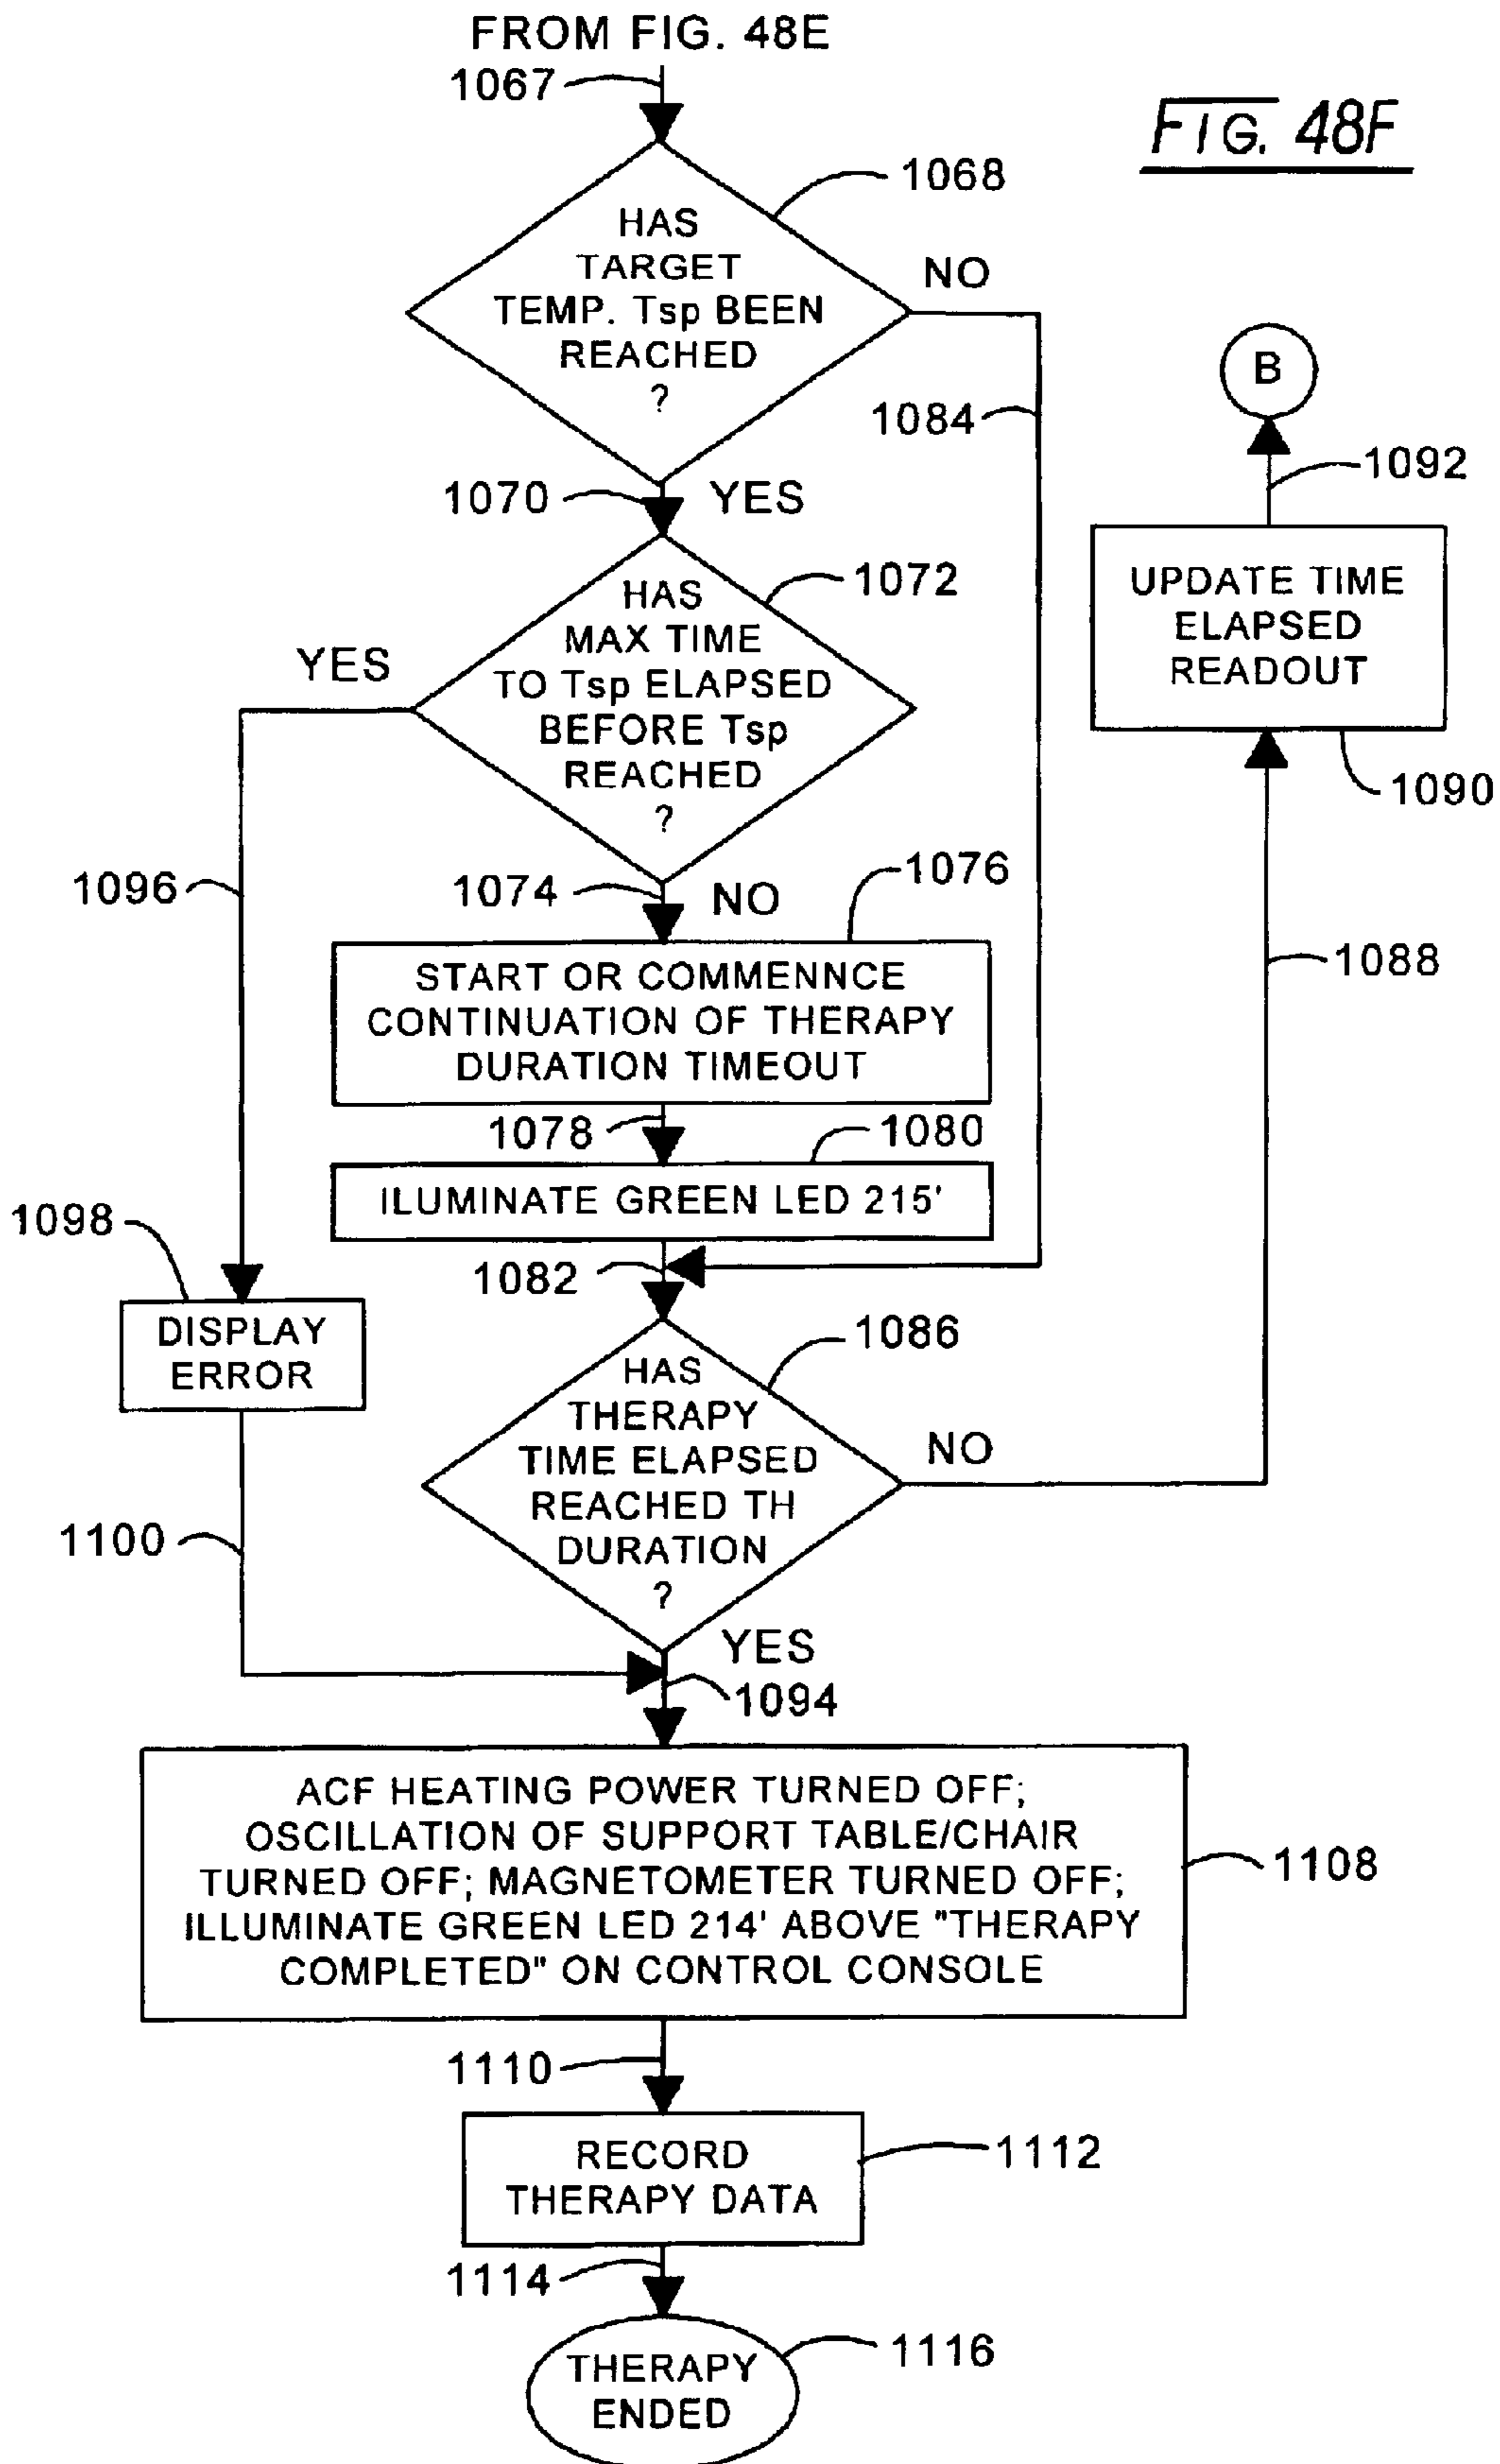 FROM FIG. 48E
1067
FIG. 48F
1068
HAS
TARGET
TEMP. Tsp BEEN
REACHED
?
NO
B
1084
1092
1070
YES
1072
HAS
MAX TIME
TO Tsp ELAPSED
BEFORE Tsp
REACHED
?
YES
UPDATE TIME
ELAPSED
READOUT
1090
1096
1074
NO
1076
1088
START OR COMMENNCE
CONTINUATION OF THERAPY
DURATION TIMEOUT
1078
1080
ILUMINATE GREEN LED 215'
1098
1082
DISPLAY
ERROR
1086
HAS
THERAPY
TIME ELAPSED
REACHED TH
DURATION
?
NO
1100
YES
1094
ACF HEATING POWER TURNED OFF;
OSCILLATION OF SUPPORT TABLE/CHAIR
TURNED OFF; MAGNETOMETER TURNED OFF;
ILLUMINATE GREEN LED 214' ABOVE "THERAPY
COMPLETED" ON CONTROL CONSOLE
1108
1110
RECORD
THERAPY DATA
1112
1114
THERAPY
ENDED
1116